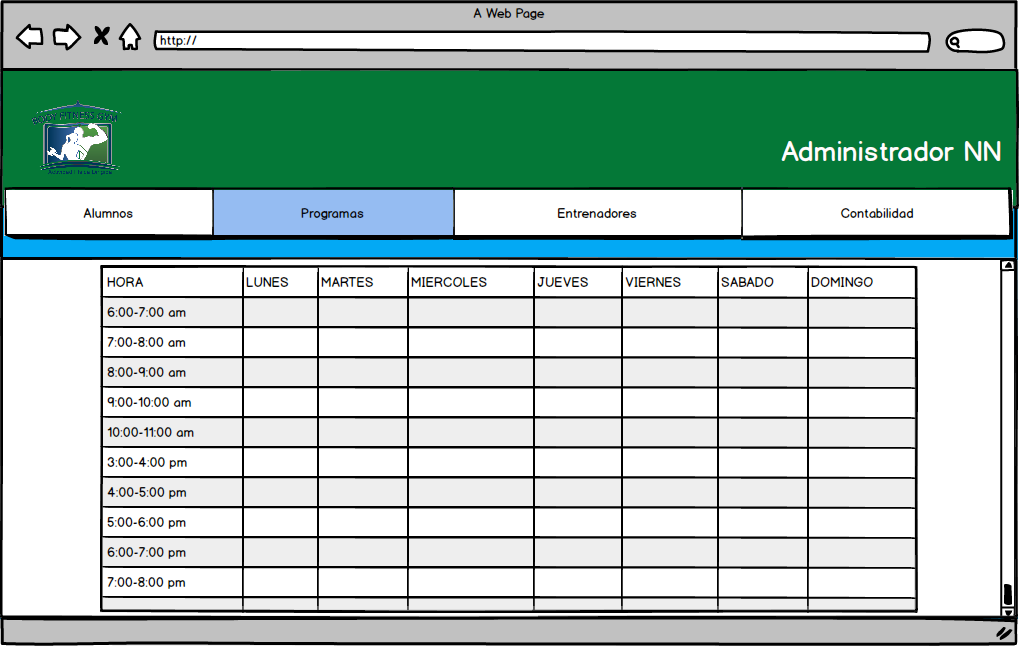 A Web Page
http://
BODY FITNESS GYM
Administrador NN
Alumnos Programas Entrenadores Contabilidad
HORA LUNES MARTES MIERCOLES JUEVES VIERNES SABADO DOMINGO
6:00-7:00 am
7:00-8:00 am
8:00-9:00 am
9:00-10:00 am
10:00-11:00 am
3:00-4:00 pm
4:00-5:00 pm
5:00-6:00 pm
6:00-7:00 pm
7:00-8:00 pm